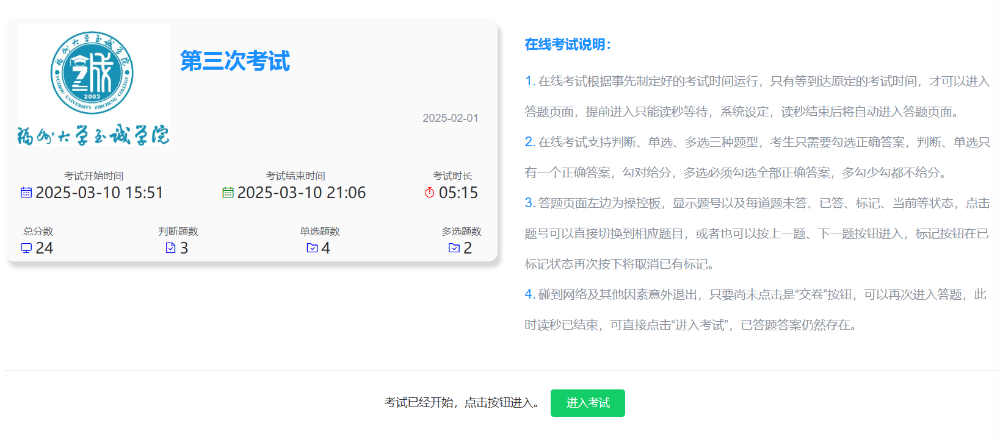 福州大学至诚学院
FUZHOU UNIVERSITY ZHICHENG COLLEGE
2003
福州大学至诚学院
第三次考试
2025-02-01
考试开始时间
2025-03-10 15:51
考试结束时间
2025-03-10 21:06
考试时长
05:15
总分数
24
判断题数
3
单选题数
4
多选题数
2
在线考试说明：
1. 在线考试根据事先制定好的考试时间运行，只有等到达原定的考试时间，才可以进入
答题页面，提前进入只能读秒等待，系统设定，读秒结束后将自动进入答题页面。
2. 在线考试支持判断、单选、多选三种题型，考生只需要勾选正确答案，判断、单选只
有一个正确答案，勾对给分，多选必须勾选全部正确答案，多勾少勾都不给分。
3. 答题页面左边为操控板，显示题号以及每道题未答、已答、标记、当前等状态，点击
题号可以直接切换到相应题目，或者也可以按上一题、下一题按钮进入，标记按钮在已
标记状态再次按下将取消已有标记。
4. 碰到网络及其他因素意外退出，只要尚未点击是“交卷”按钮，可以再次进入答题，此
时读秒已结束，可直接点击“进入考试”，已答题答案仍然存在。
考试已经开始，点击按钮进入。
进入考试